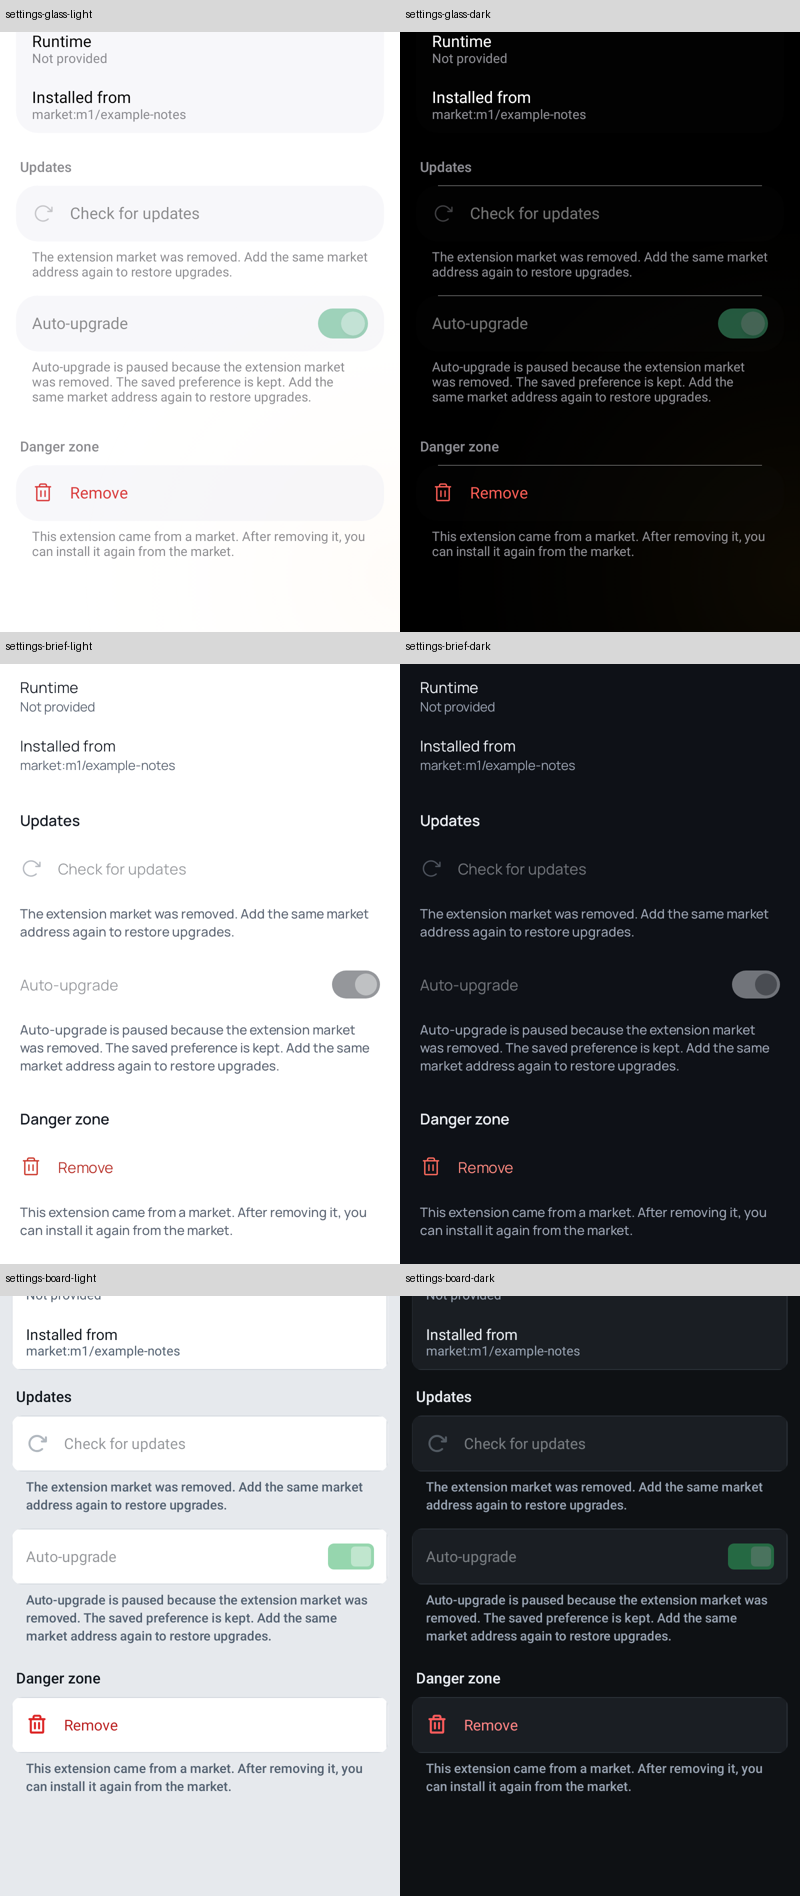 settings-glass-light
Runtime
Not provided
Installed from
market:m1/example-notes
Updates
Check for updates
The extension market was removed. Add the same market
address again to restore upgrades.
Auto-upgrade
Auto-upgrade is paused because the extension market
was removed. The saved preference is kept. Add the
same market address again to restore upgrades.
Danger zone
Remove
This extension came from a market. After removing it, you
can install it again from the market.
settings-glass-dark
Runtime
Not provided
Installed from
market:m1/example-notes
Updates
Check for updates
The extension market was removed. Add the same market
address again to restore upgrades.
Auto-upgrade
Auto-upgrade is paused because the extension market
was removed. The saved preference is kept. Add the
same market address again to restore upgrades.
Danger zone
Remove
This extension came from a market. After removing it, you
can install it again from the market.
settings-brief-light
Runtime
Not provided
Installed from
market:m1/example-notes
Updates
Check for updates
The extension market was removed. Add the same market
address again to restore upgrades.
Auto-upgrade
Auto-upgrade is paused because the extension market
was removed. The saved preference is kept. Add the same
market address again to restore upgrades.
Danger zone
Remove
This extension came from a market. After removing it, you
can install it again from the market.
settings-brief-dark
Runtime
Not provided
Installed from
market:m1/example-notes
Updates
Check for updates
The extension market was removed. Add the same market
address again to restore upgrades.
Auto-upgrade
Auto-upgrade is paused because the extension market
was removed. The saved preference is kept. Add the same
market address again to restore upgrades.
Danger zone
Remove
This extension came from a market. After removing it, you
can install it again from the market.
settings-board-light
Not provided
Installed from
market:m1/example-notes
Updates
Check for updates
The extension market was removed. Add the same market
address again to restore upgrades.
Auto-upgrade
Auto-upgrade is paused because the extension market was
removed. The saved preference is kept. Add the same
market address again to restore upgrades.
Danger zone
Remove
This extension came from a market. After removing it, you
can install it again from the market.
settings-board-dark
Not provided
Installed from
market:m1/example-notes
Updates
Check for updates
The extension market was removed. Add the same market
address again to restore upgrades.
Auto-upgrade
Auto-upgrade is paused because the extension market was
removed. The saved preference is kept. Add the same
market address again to restore upgrades.
Danger zone
Remove
This extension came from a market. After removing it, you
can install it again from the market.